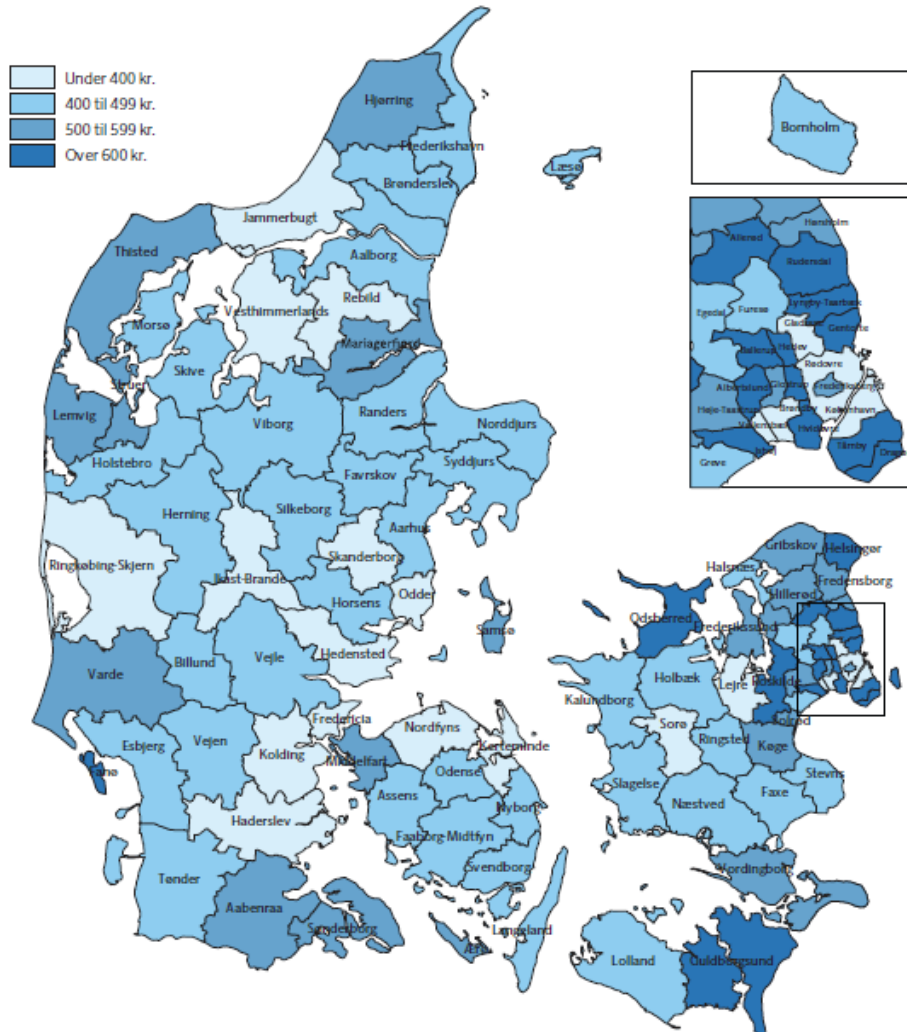 Under 400 kr.
400 til 499 kr.
500 til 599 kr.
Over 600 kr.
Hjørring
Frederikshavn
Læsø
Brønderslev
Jammerbugt
Thisted
Aalborg
Rebild
Vesthimmerlands
Morsø
Mariagerfjord
Skive
Struer
Lemvig
Viborg
Randers
Norddjurs
Holstebro
Favrskov
Syddjurs
Silkeborg
Herning
Aarhus
Skanderborg
Ringkøbing-Skjern
Ikast-Brande
Odder
Horsens
Samsø
Hedensted
Varde
Billund
Vejle
Fredericia
Nordfyns
Esbjerg
Vejen
Kolding
Kerteminde
Middelfart
Odense
Fanø
Assens
Nyborg
Haderslev
Faaborg-Midtfyn
Svendborg
Tønder
Aabenraa
Sønderborg
Ærø
Langeland
Bornholm
Hørsholm
Allerød
Rudersdal
Lyngby-Taarbæk
Egedal
Furesø
Gladsaxe
Gentofte
Herlev
Ballerup
Rødovre
Albertslund
Glostrup
Frederiksberg
Høje-Taastrup
Brøndby
København
Vallensbæk
Hvidovre
Ishøj
Tårnby
Dragør
Greve
Gribskov
Helsingør
Halsnæs
Fredensborg
Hillerød
Odsherred
Frederikssund
Holbæk
Lejre
Roskilde
Kalundborg
Solrød
Sorø
Ringsted
Køge
Stevns
Slagelse
Næstved
Faxe
Vordingborg
Lolland
Guldborgsund